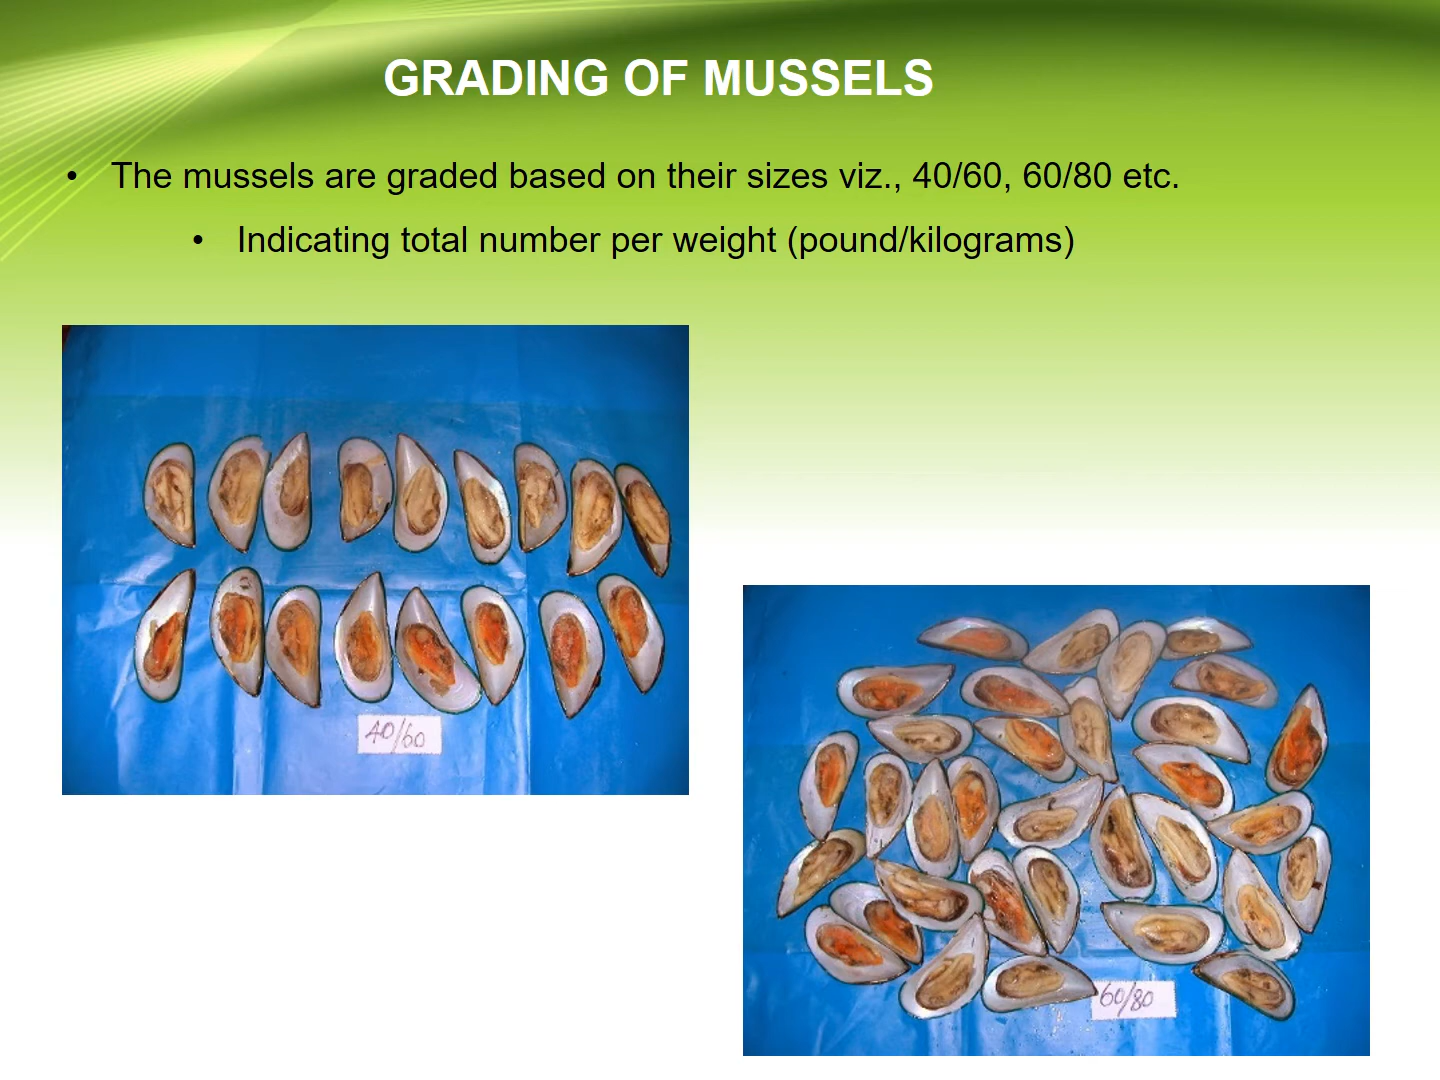 GRADING OF MUSSELS
• The mussels are graded based on their sizes viz., 40/60, 60/80 etc.
• Indicating total number per weight (pound/kilograms)
40/60
60/80